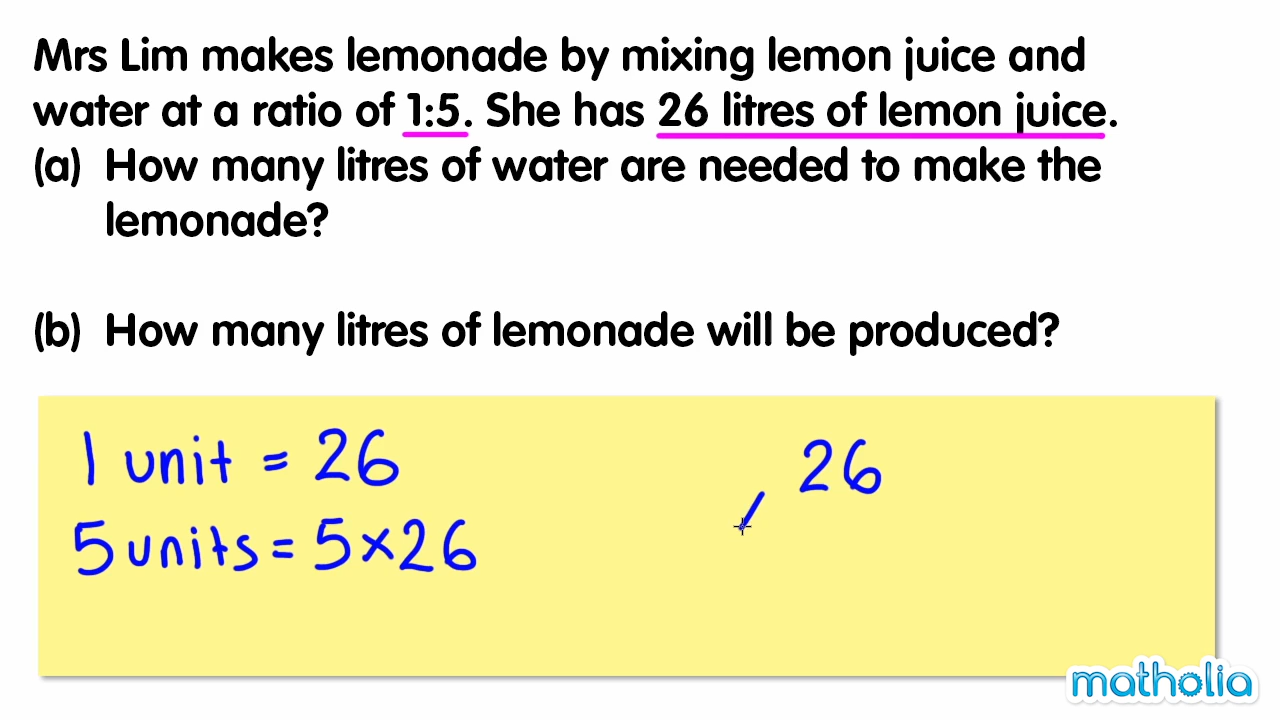 Mrs Lim makes lemonade by mixing lemon juice and
water at a ratio of 1:5. She has 26 litres of lemon juice.
(a) How many litres of water are needed to make the
lemonade?
(b) How many litres of lemonade will be produced?
1 unit = 26
5 units = 5×26
26
matholia